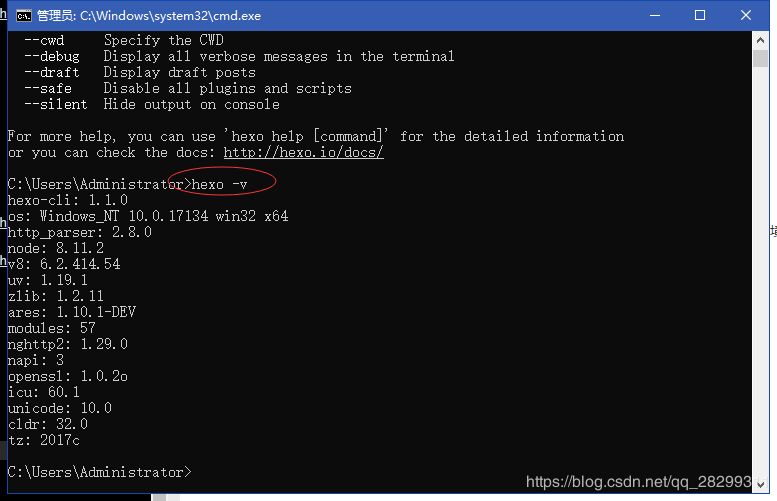 管理员: C:\Windows\system32\cmd.exe
--cwd Specify the CWD
--debug Display all verbose messages in the terminal
--draft Display draft posts
--safe Disable all plugins and scripts
--silent Hide output on console
For more help, you can use 'hexo help [command]' for the detailed information
or you can check the docs: http://hexo.io/docs/
C:\Users\Administrator>hexo -v
hexo-cli: 1.1.0
os: Windows_NT 10.0.17134 win32 x64
http_parser: 2.8.0
node: 8.11.2
v8: 6.2.414.54
uv: 1.19.1
zlib: 1.2.11
ares: 1.10.1-DEV
modules: 57
nghttp2: 1.29.0
napi: 3
openssl: 1.0.2o
icu: 60.1
unicode: 10.0
cldr: 32.0
tz: 2017c
C:\Users\Administrator>